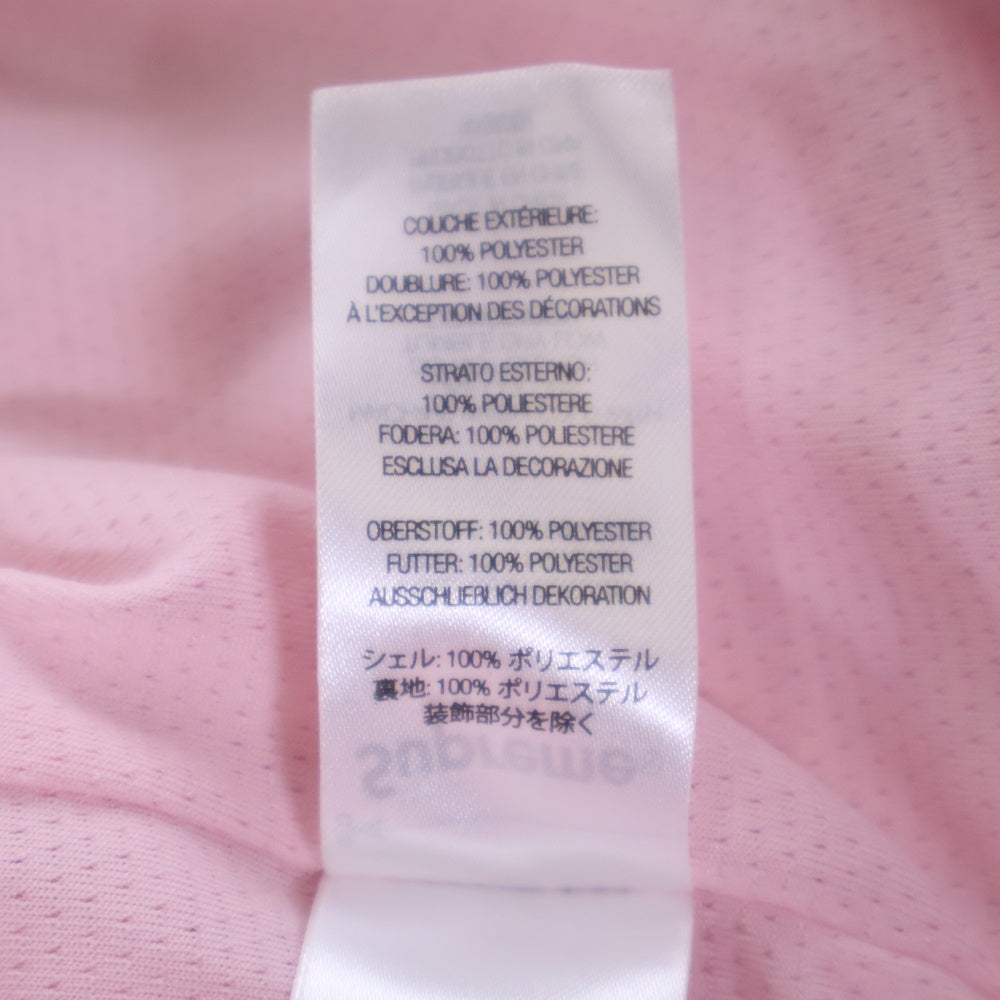 COUCHE EXTÉRIEURE:
100% POLYESTER
DOUBLURE: 100% POLYESTER
À L'EXCEPTION DES DÉCORATIONS
STRATO ESTERNO:
100% POLIESTERE
FODERA: 100% POLIESTERE
ESCLUSA LA DECORAZIONE
OBERSTOFF: 100% POLYESTER
FUTTER: 100% POLYESTER
AUSSCHLIEBLICH DEKORATION
シェル: 100% ポリエステル
裏地: 100% ポリエステル
装飾部分を除く
Supreme